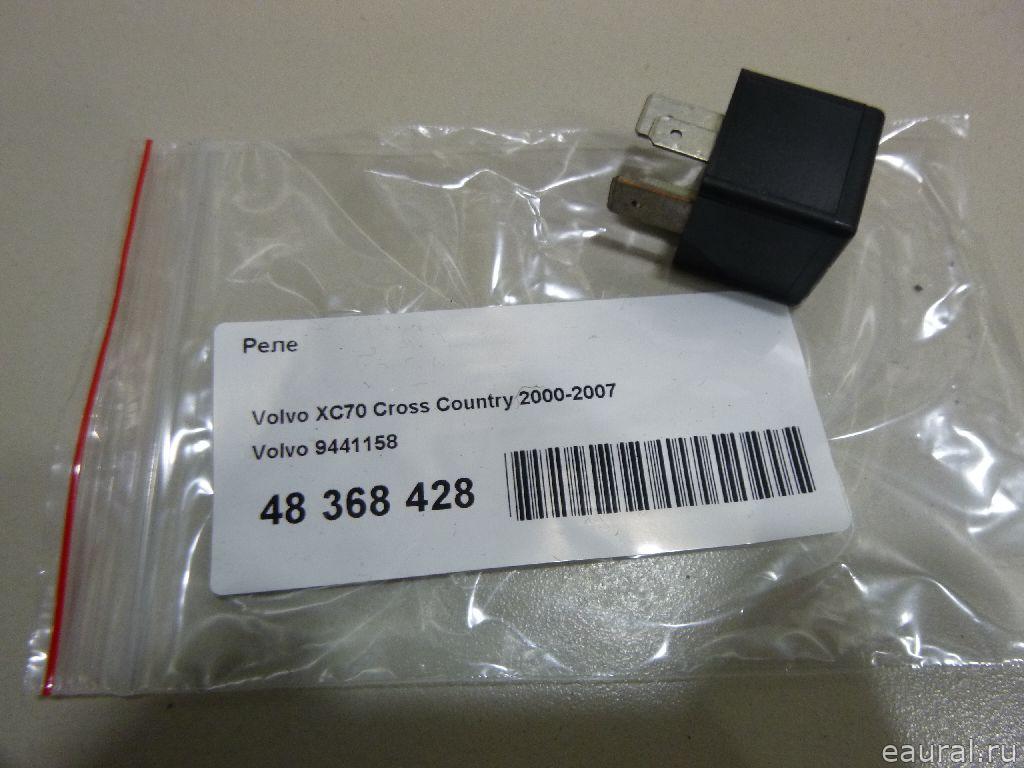 Реле
Volvo XC70 Cross Country 2000-2007
Volvo 9441158
48 368 428
eaural.ru